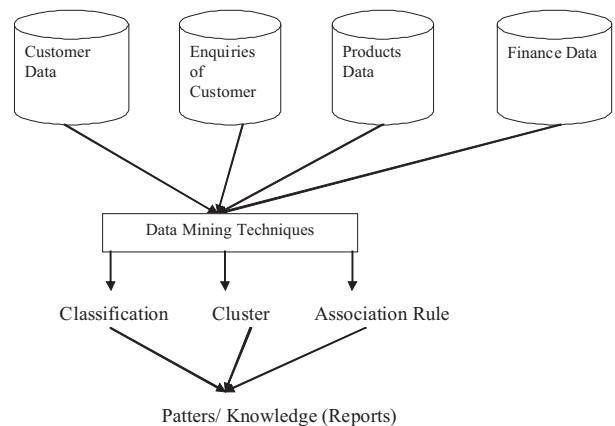 Customer
Data
Enquiries
of
Customer
Products
Data
Finance Data
Data Mining Techniques
Classification
Cluster
Association Rule
Patters/ Knowledge (Reports)